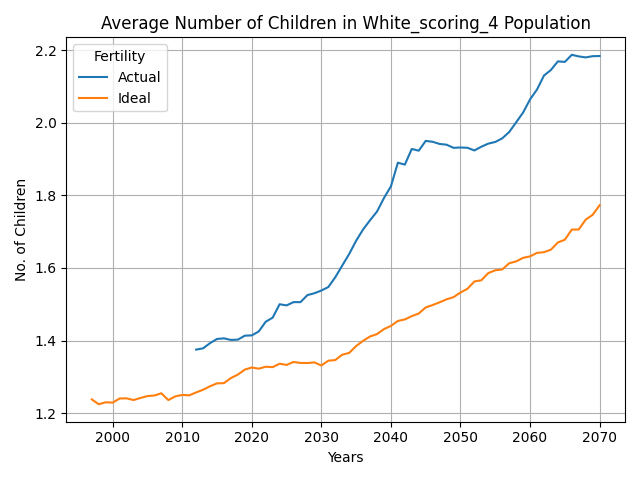 Average Number of Children in White_scoring_4 Population
Fertility
Actual
Ideal
No. of Children
2.2
2.0
1.8
1.6
1.4
1.2
2000 2010 2020 2030 2040 2050 2060 2070
Years